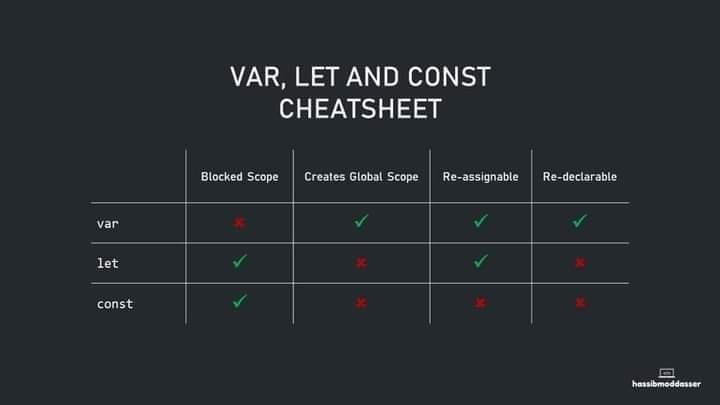 VAR, LET AND CONST
CHEATSHEET
Blocked Scope Creates Global Scope Re-assignable Re-declarable
var ✖ ✓ ✓ ✓
let ✓ ✖ ✓ ✖
const ✓ ✖ ✖ ✖
hassibmoddasser